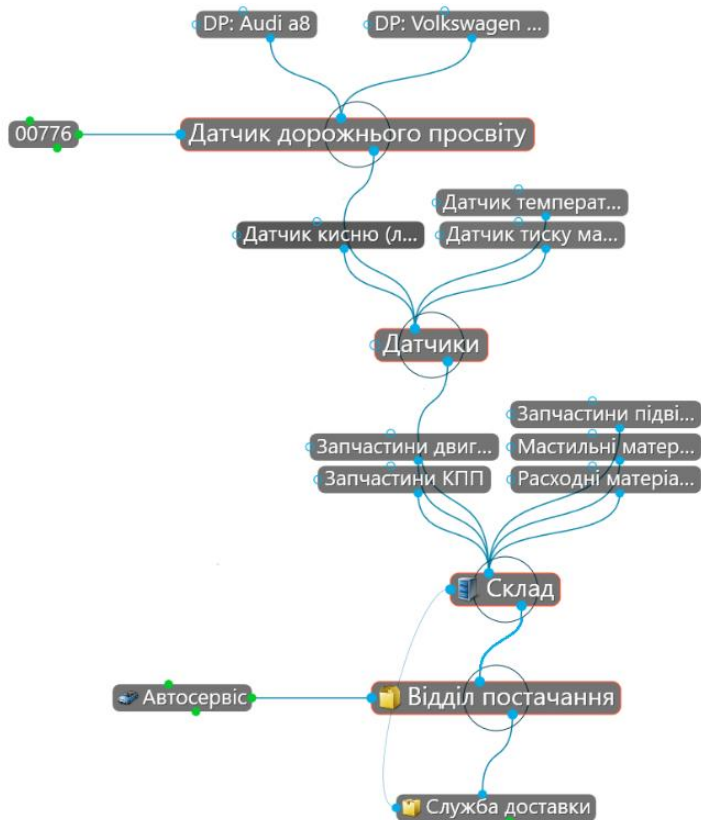 DP: Audi a8
DP: Volkswagen ...
00776
Датчик дорожнього просвіту
Датчик температ...
Датчик кисню (л...
Датчик тиску ма...
Датчики
Запчастини підві...
Запчастини двиг...
Мастильні матер...
Запчастини КПП
Расходні матеріа...
Склад
Автосервіс
Відділ постачання
Служба доставки